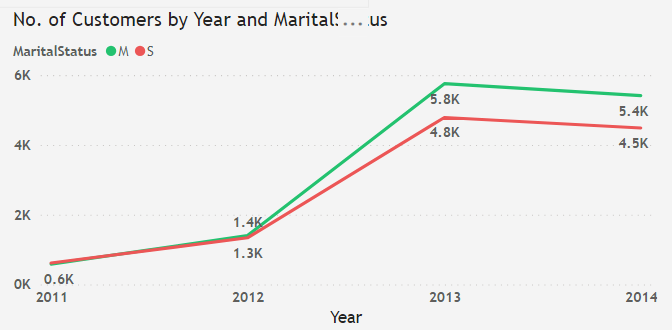 No. of Customers by Year and Marital us
MaritalStatus M S
6K
5.8K
5.4K
4.8K
4.5K
4K
2K
1.4K
1.3K
0.6K
0K
2011 2012 2013 2014
Year